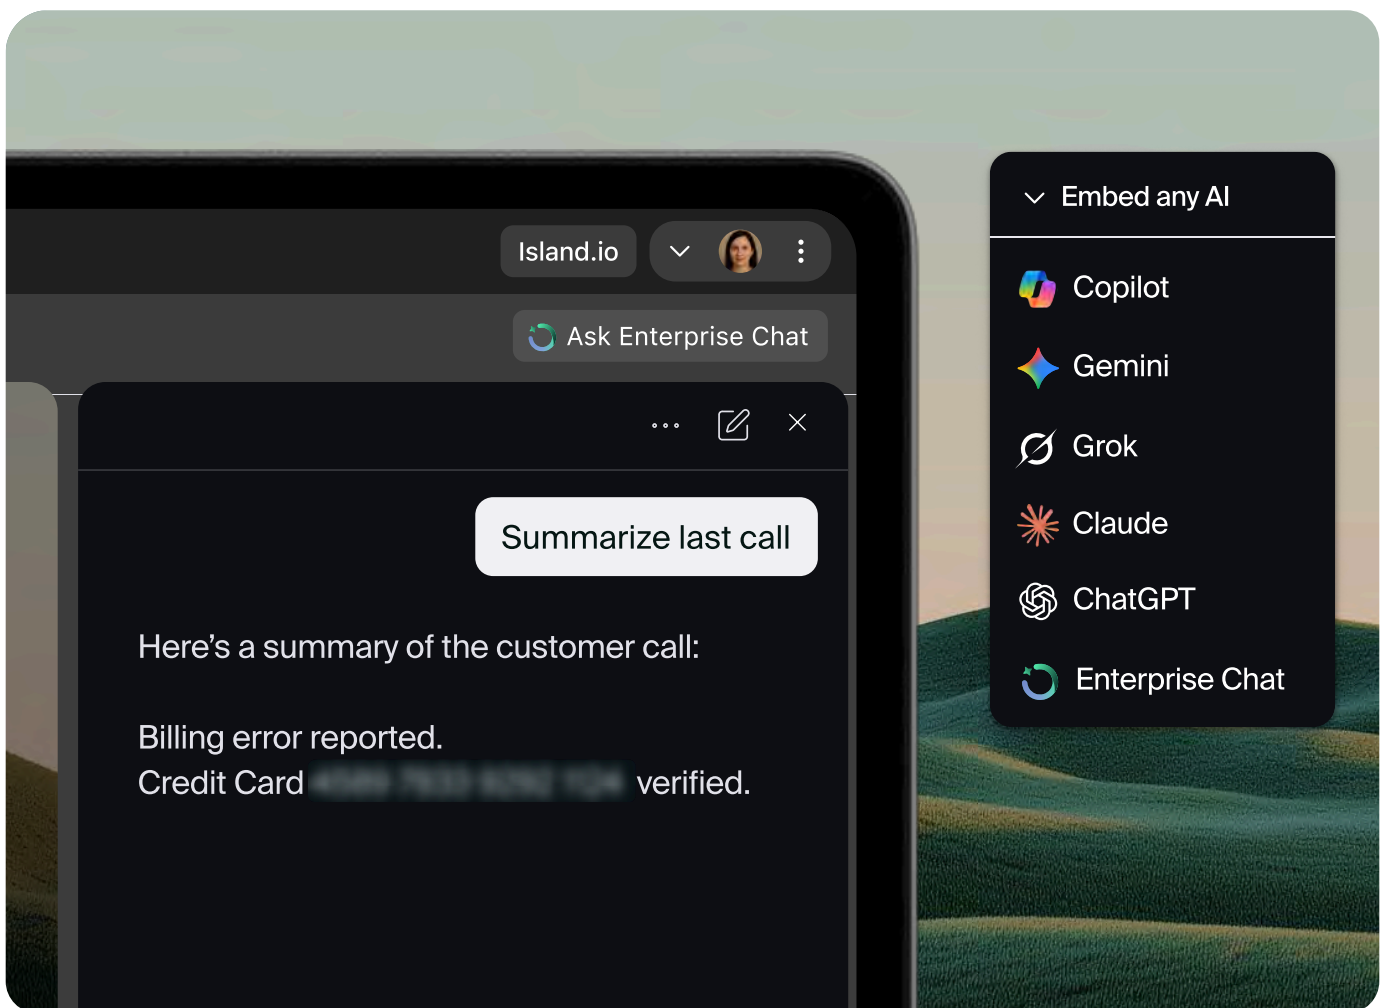 Island.io
Ask Enterprise Chat
Summarize last call
Here’s a summary of the customer call:
Billing error reported.
Credit Card verified.
Embed any AI
Copilot
Gemini
Grok
Claude
ChatGPT
Enterprise Chat